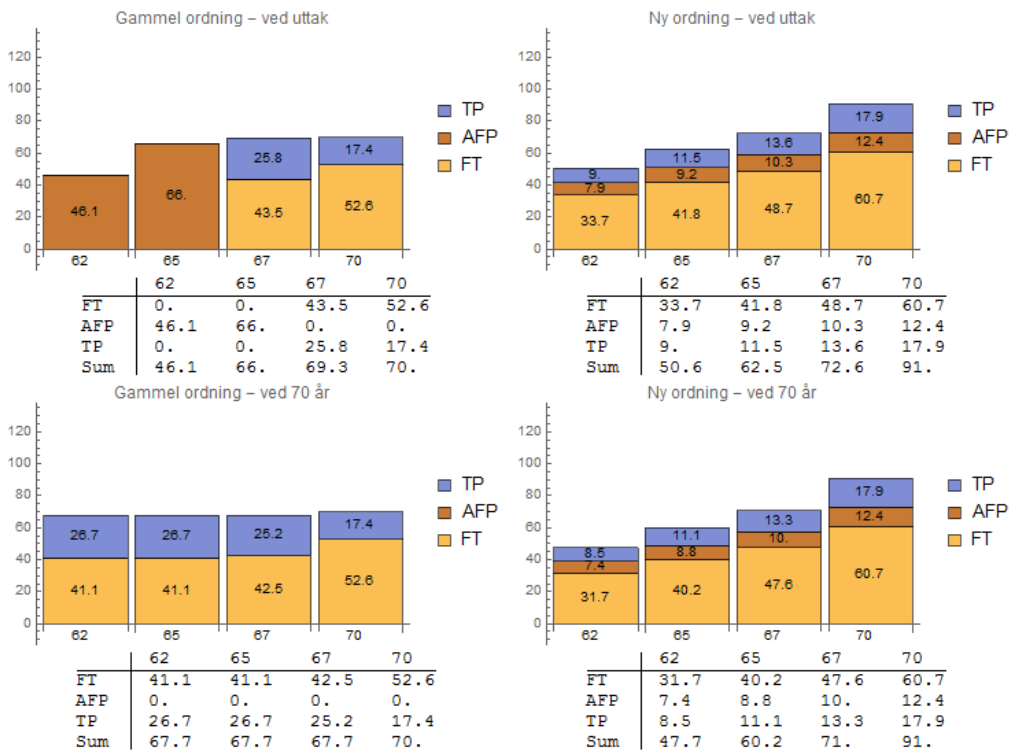 Gammel ordning – ved uttak
120
100
80
60
40
20
0
46.1
66.
25.8
43.5
17.4
52.6
62 65 67 70
TP
AFP
FT
62 65 67 70
FT 0. 0. 43.5 52.6
AFP 46.1 66. 0. 0.
TP 0. 0. 25.8 17.4
Sum 46.1 66. 69.3 70.
Ny ordning – ved uttak
120
100
80
60
40
20
0
9.
7.9
33.7
11.5
9.2
41.8
13.6
10.3
48.7
17.9
12.4
60.7
62 65 67 70
TP
AFP
FT
62 65 67 70
FT 33.7 41.8 48.7 60.7
AFP 7.9 9.2 10.3 12.4
TP 9. 11.5 13.6 17.9
Sum 50.6 62.5 72.6 91.
Gammel ordning – ved 70 år
120
100
80
60
40
20
0
26.7
41.1
26.7
41.1
25.2
42.5
17.4
52.6
62 65 67 70
TP
AFP
FT
62 65 67 70
FT 41.1 41.1 42.5 52.6
AFP 0. 0. 0. 0.
TP 26.7 26.7 25.2 17.4
Sum 67.7 67.7 67.7 70.
Ny ordning – ved 70 år
120
100
80
60
40
20
0
8.5
7.4
31.7
11.1
8.8
40.2
13.3
10.
47.6
17.9
12.4
60.7
62 65 67 70
TP
AFP
FT
62 65 67 70
FT 31.7 40.2 47.6 60.7
AFP 7.4 8.8 10. 12.4
TP 8.5 11.1 13.3 17.9
Sum 47.7 60.2 71. 91.